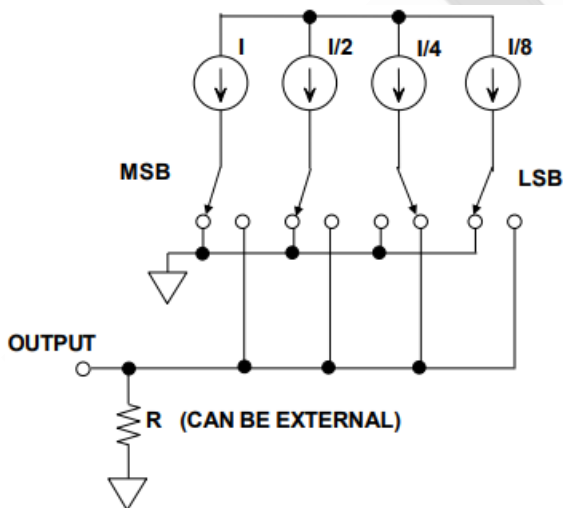 I I/2 I/4 I/8
MSB LSB
OUTPUT
R (CAN BE EXTERNAL)